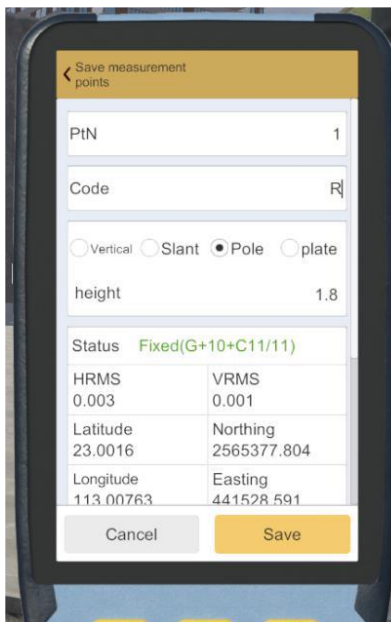 Save measurement
points
PtN 1
Code R
Vertical Slant Pole plate
height 1.8
Status Fixed(G+10+C11/11)
HRMS VRMS
0.003 0.001
Latitude Northing
23.0016 2565377.804
Longitude Easting
113.00763 441528.591
Cancel Save